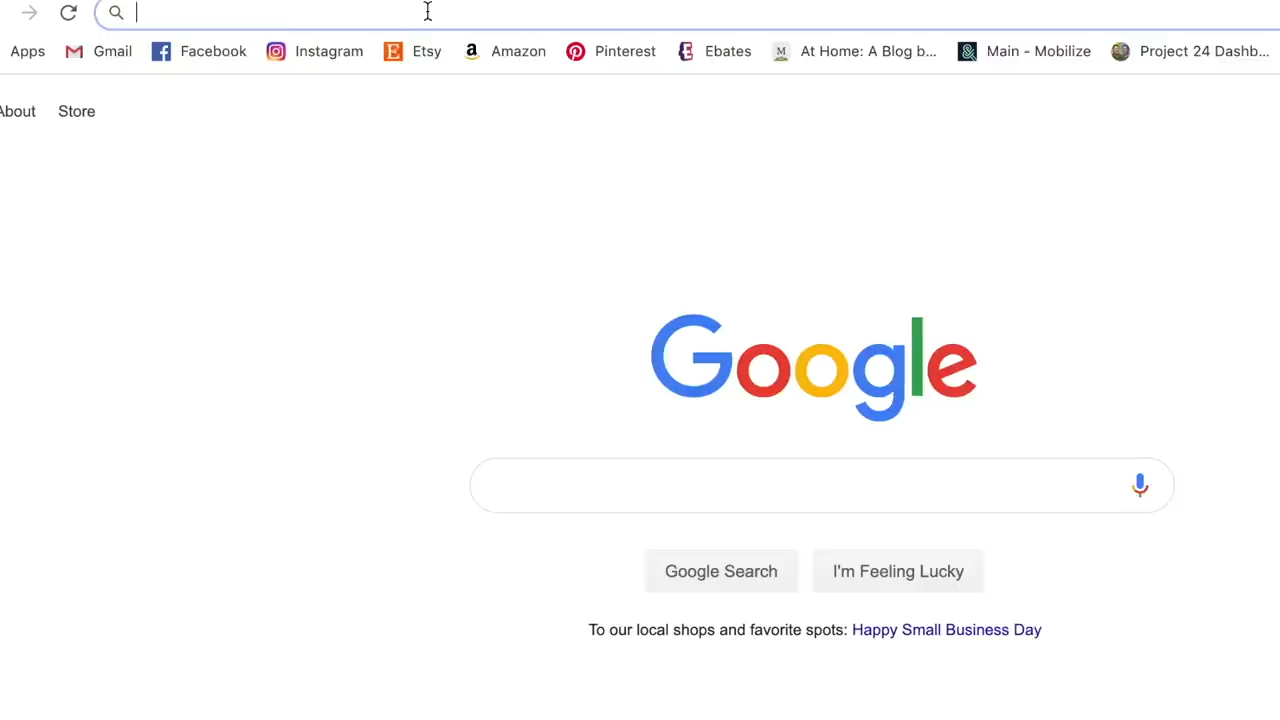 Apps Gmail Facebook Instagram Etsy Amazon Pinterest Ebates At Home: A Blog b... Main - Mobilize Project 24 Dashb...
About Store
Google
Google Search I'm Feeling Lucky
To our local shops and favorite spots: Happy Small Business Day